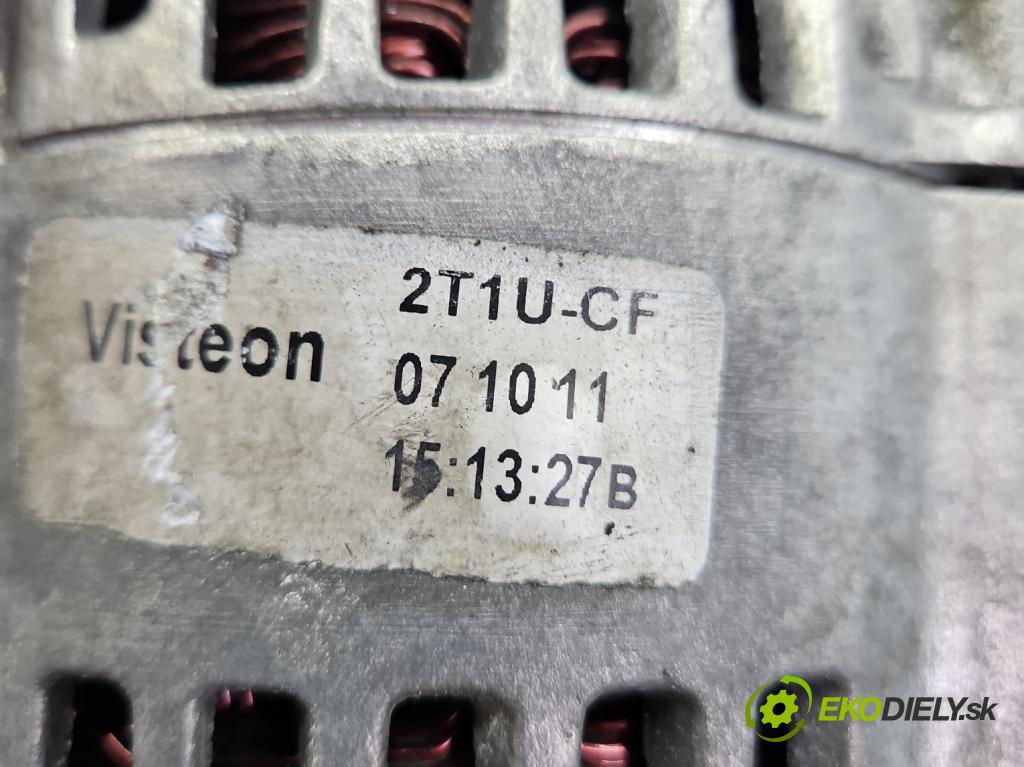 Visteon
2T1U-CF
07 10 11
15:13:27B
EKODIELY.sk